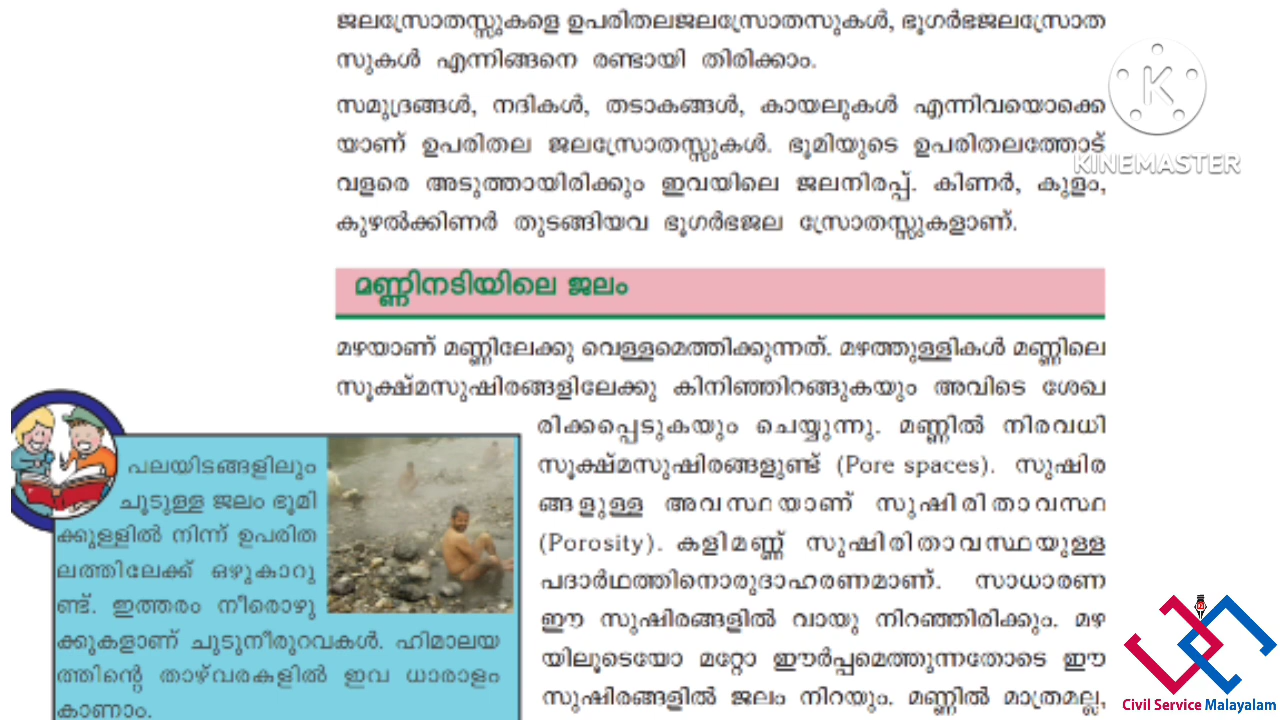 ജലസ്രോതസ്സുകളെ ഉപരിതലജലസ്രോതസുകൾ, ഭൂഗർഭജലസ്രോത
സുകൾ എന്നിങ്ങനെ രണ്ടായി തിരിക്കാം.
സമുദ്രങ്ങൾ, നദികൾ, തടാകങ്ങൾ, കായലുകൾ എന്നിവയൊക്കെ
യാണ് ഉപരിതല ജലസ്രോതസ്സുകൾ. ഭൂമിയുടെ ഉപരിതലത്തോട്
വളരെ അടുത്തായിരിക്കും ഇവയിലെ ജലനിരപ്പ്. കിണർ, കുളം,
കുഴൽക്കിണർ തുടങ്ങിയവ ഭൂഗർഭജല സ്രോതസ്സുകളാണ്.
മണ്ണിനടിയിലെ ജലം
മഴയാണ് മണ്ണിലേക്കു വെള്ളമെത്തിക്കുന്നത്. മഴത്തുള്ളികൾ മണ്ണിലെ
സൂക്ഷ്മസുഷിരങ്ങളിലേക്കു കിനിഞ്ഞിറങ്ങുകയും അവിടെ ശേഖ
രിക്കപ്പെടുകയും ചെയ്യുന്നു. മണ്ണിൽ നിരവധി
സൂക്ഷ്മസുഷിരങ്ങളുണ്ട് (Pore spaces). സുഷിര
ങ്ങളുള്ള അവസ്ഥയാണ് സുഷിരിതാവസ്ഥ
(Porosity). കളിമണ്ണ് സുഷിരിതാവസ്ഥയുള്ള
പദാർഥത്തിനൊരുദാഹരണമാണ്. സാധാരണ
ഈ സുഷിരങ്ങളിൽ വായു നിറഞ്ഞിരിക്കും. മഴ
യിലൂടെയോ മറ്റോ ഈർപ്പമെത്തുന്നതോടെ ഈ
സുഷിരങ്ങളിൽ ജലം നിറയും. മണ്ണിൽ മാത്രമല്ല,
പലയിടങ്ങളിലും
ചൂടുള്ള ജലം ഭൂമി
ക്കുള്ളിൽ നിന്ന് ഉപരിത
ലത്തിലേക്ക് ഒഴുകാറു
ണ്ട്. ഇത്തരം നീരൊഴു
ക്കുകളാണ് ചുടുനീരുറവകൾ. ഹിമാലയ
ത്തിന്റെ താഴ്‌വരകളിൽ ഇവ ധാരാളം
കാണാം.
K
KINEMASTER
Civil Service Malayalam